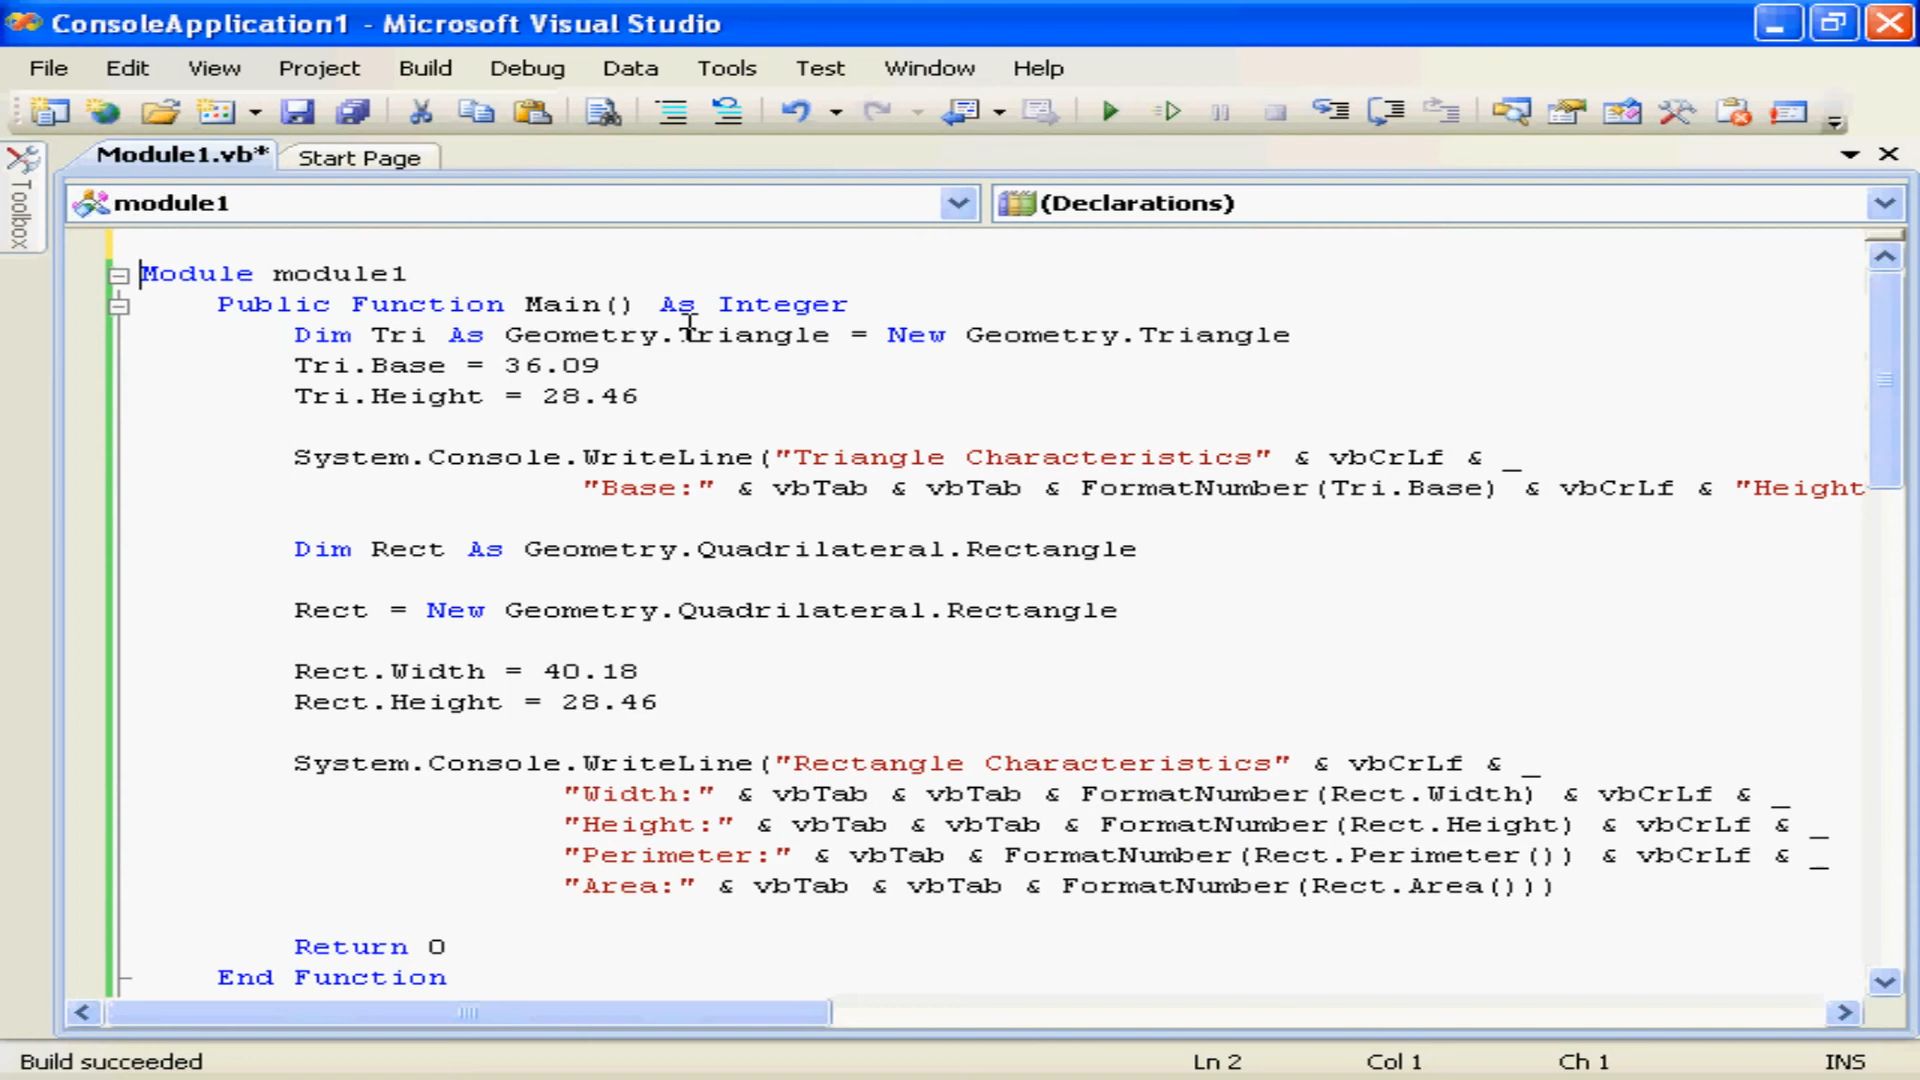 ConsoleApplication1 - Microsoft Visual Studio
File Edit View Project Build Debug Data Tools Test Window Help
Module1.vb* Start Page
Toolbox
module1 (Declarations)
Module module1
Public Function Main() As Integer
Dim Tri As Geometry.Triangle = New Geometry.Triangle
Tri.Base = 36.09
Tri.Height = 28.46
System.Console.WriteLine("Triangle Characteristics" & vbCrLf & _
"Base:" & vbTab & vbTab & FormatNumber(Tri.Base) & vbCrLf & "Height
Dim Rect As Geometry.Quadrilateral.Rectangle
Rect = New Geometry.Quadrilateral.Rectangle
Rect.Width = 40.18
Rect.Height = 28.46
System.Console.WriteLine("Rectangle Characteristics" & vbCrLf & _
"Width:" & vbTab & vbTab & FormatNumber(Rect.Width) & vbCrLf & _
"Height:" & vbTab & vbTab & FormatNumber(Rect.Height) & vbCrLf & _
"Perimeter:" & vbTab & FormatNumber(Rect.Perimeter()) & vbCrLf & _
"Area:" & vbTab & vbTab & FormatNumber(Rect.Area()))
Return 0
End Function
Build succeeded Ln 2 Col 1 Ch 1 INS